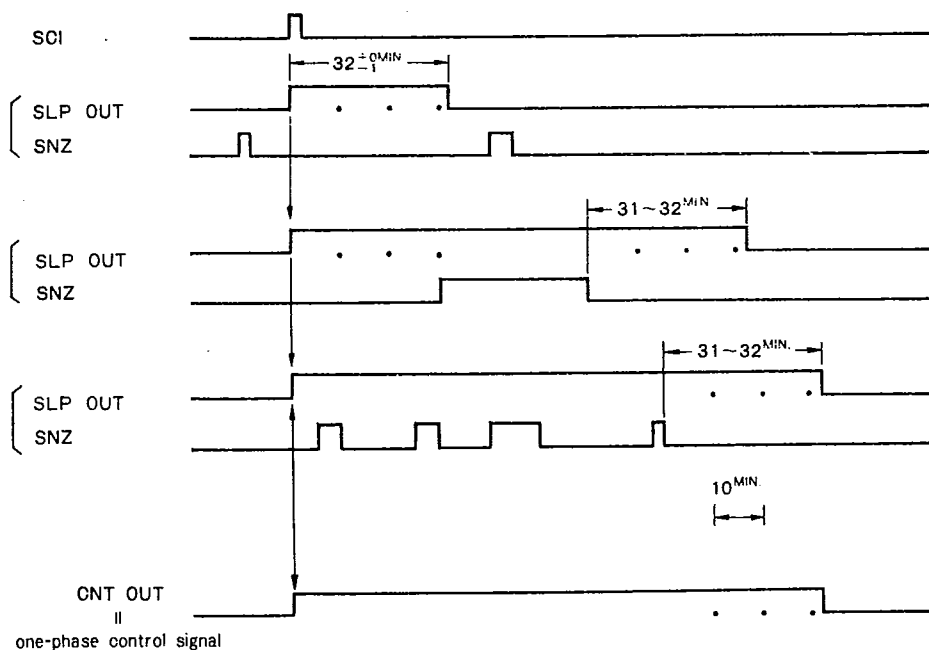 SCI
32 +0 MIN −1
SLP OUT
SNZ
31~32 MIN
SLP OUT
SNZ
31~32 MIN.
SLP OUT
SNZ
10 MIN.
CNT OUT
=
one-phase control signal